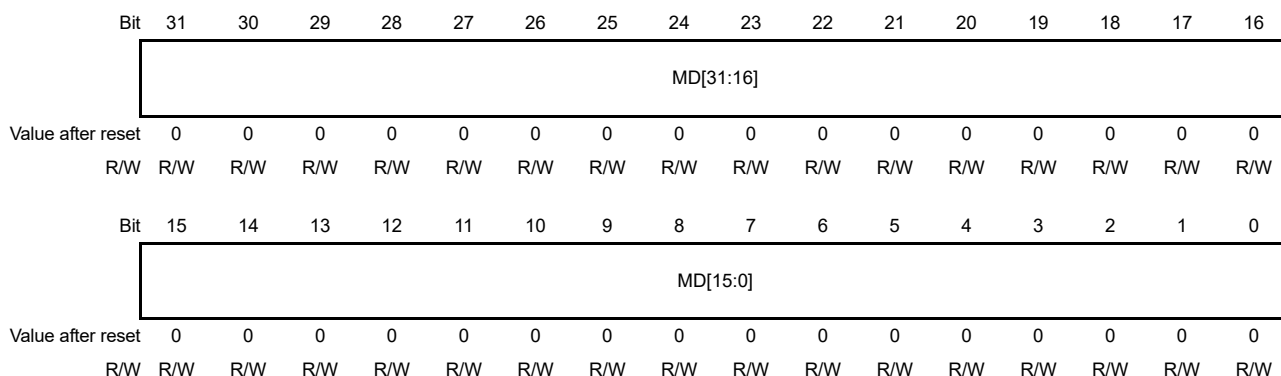 Bit 31 30 29 28 27 26 25 24 23 22 21 20 19 18 17 16
MD[31:16]
Value after reset 0 0 0 0 0 0 0 0 0 0 0 0 0 0 0 0
R/W R/W R/W R/W R/W R/W R/W R/W R/W R/W R/W R/W R/W R/W R/W R/W R/W
Bit 15 14 13 12 11 10 9 8 7 6 5 4 3 2 1 0
MD[15:0]
Value after reset 0 0 0 0 0 0 0 0 0 0 0 0 0 0 0 0
R/W R/W R/W R/W R/W R/W R/W R/W R/W R/W R/W R/W R/W R/W R/W R/W R/W